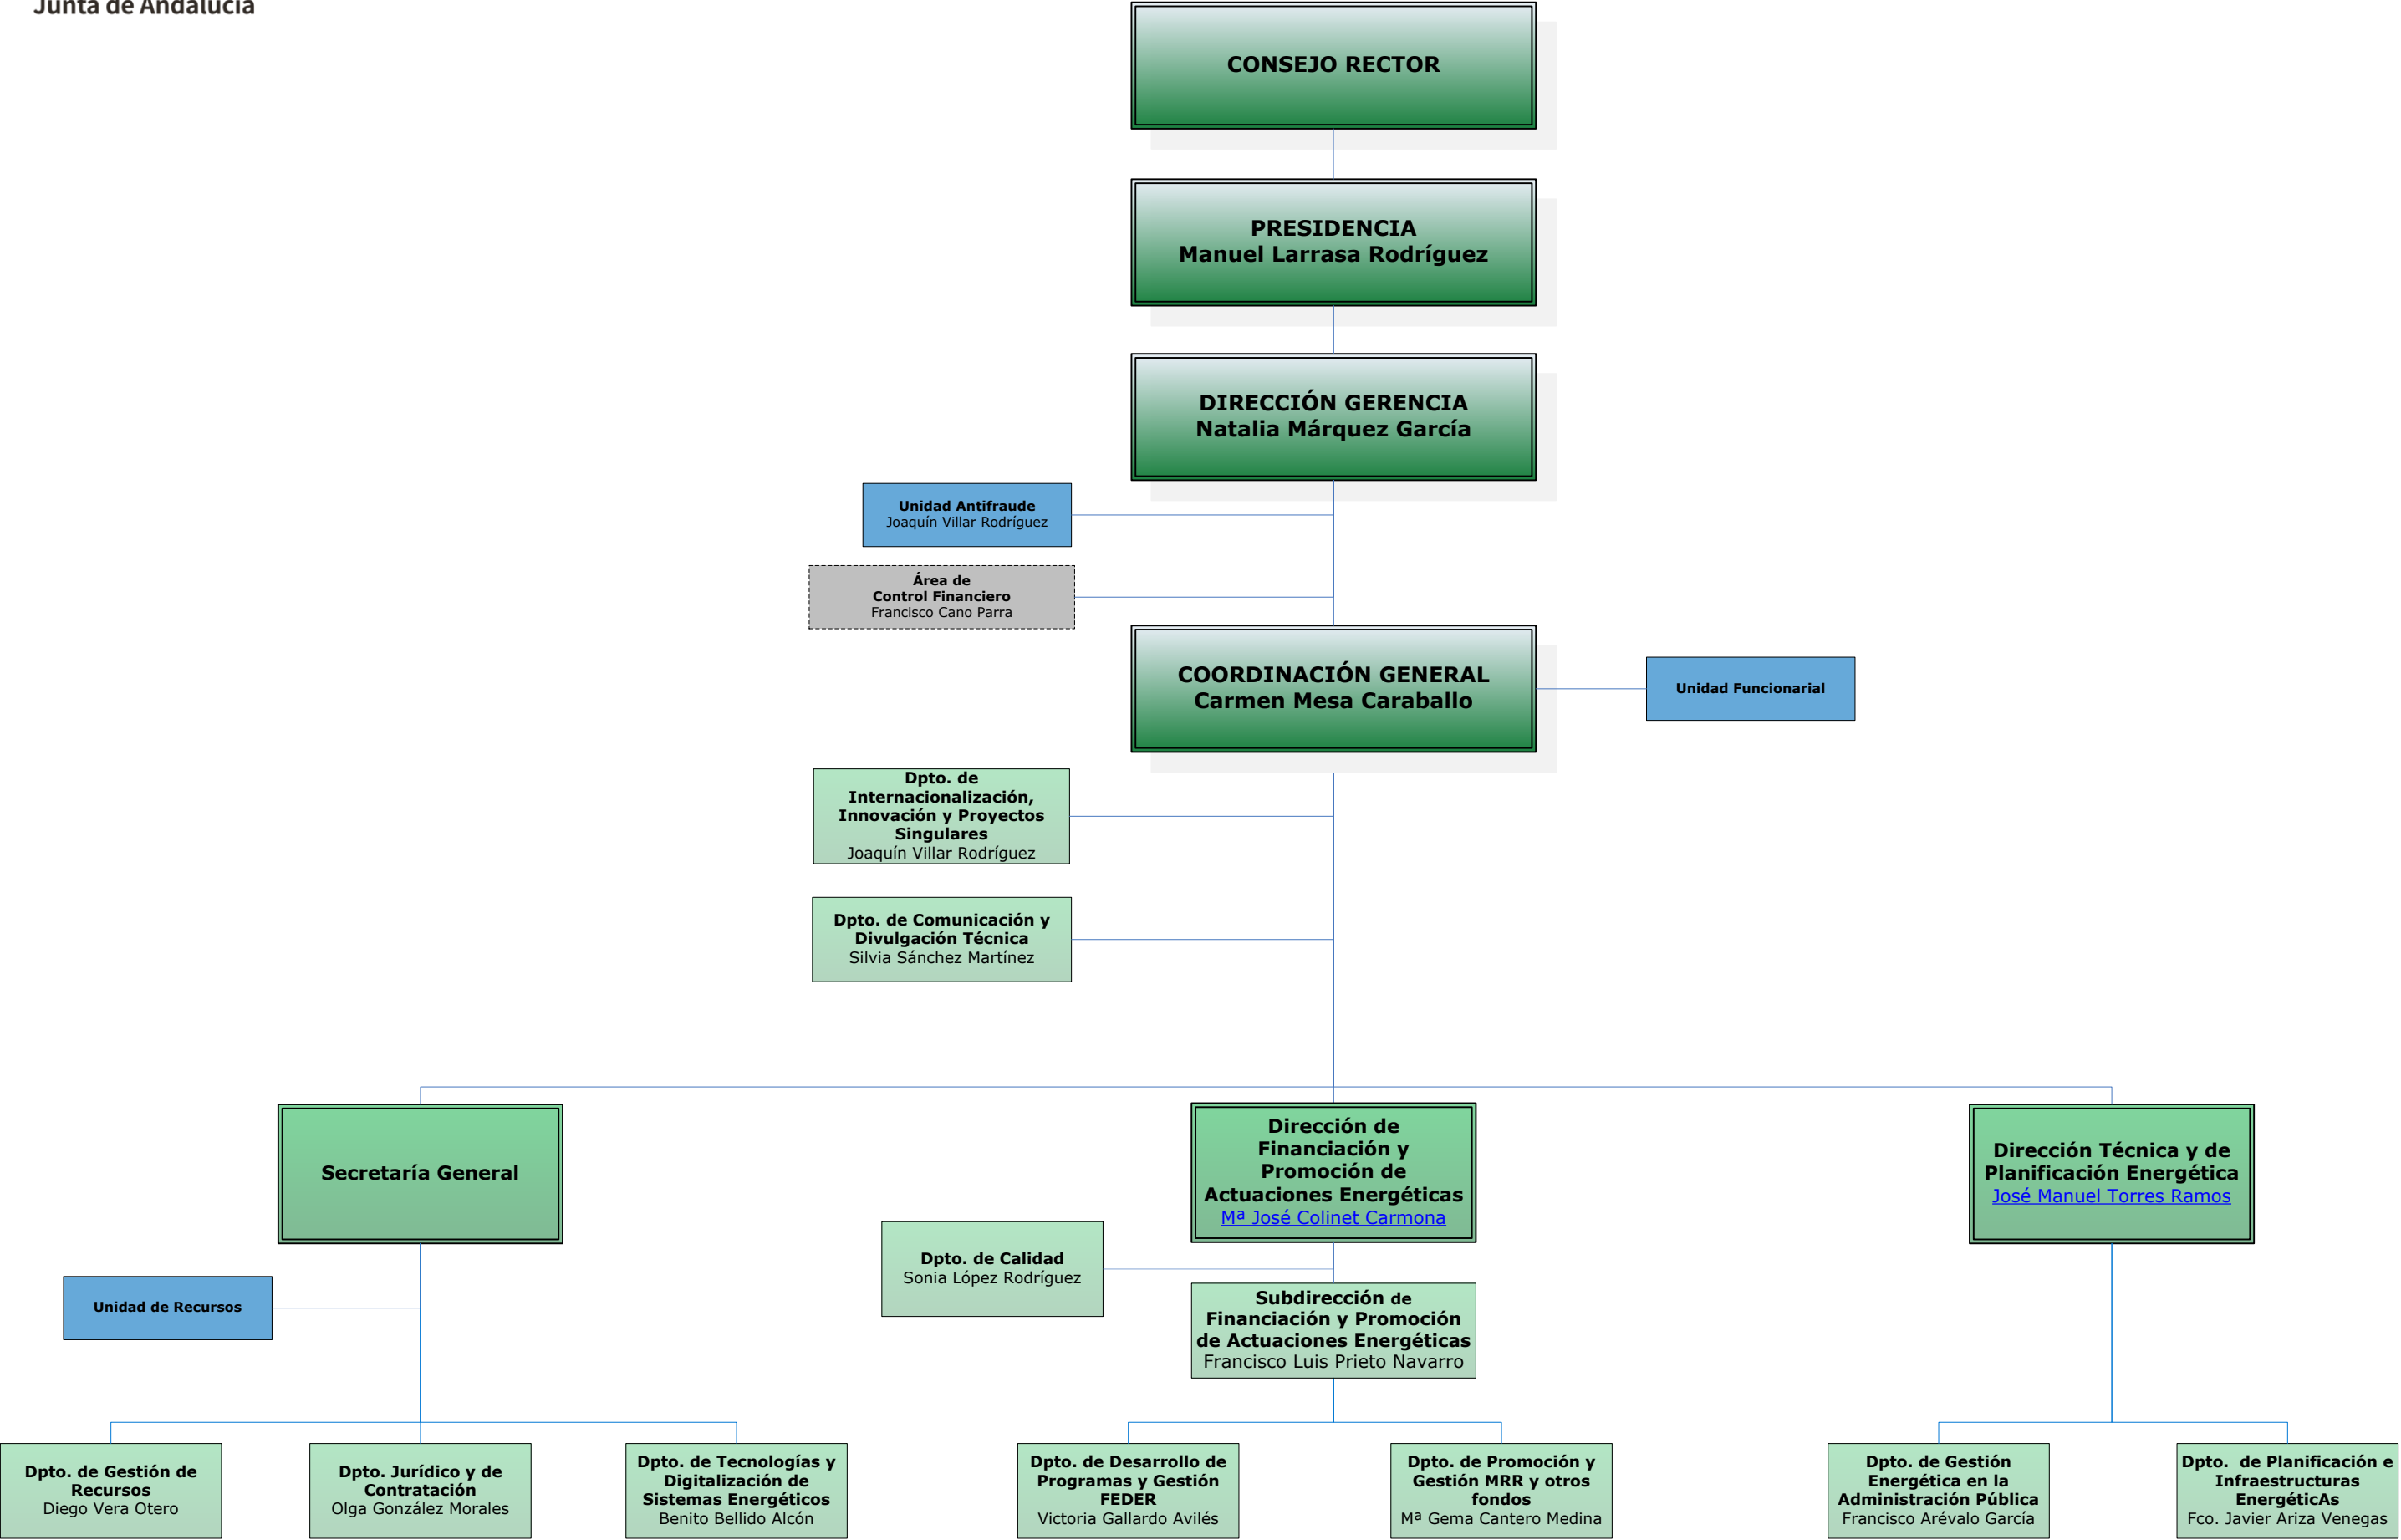 Junta de Andalucía
CONSEJO RECTOR
PRESIDENCIA
Manuel Larrasa Rodríguez
DIRECCIÓN GERENCIA
Natalia Márquez García
Unidad Antifraude
Joaquín Villar Rodríguez
Área de
Control Financiero
Francisco Cano Parra
COORDINACIÓN GENERAL
Carmen Mesa Caraballo
Unidad Funcionarial
Dpto. de
Internacionalización,
Innovación y Proyectos
Singulares
Joaquín Villar Rodríguez
Dpto. de Comunicación y
Divulgación Técnica
Silvia Sánchez Martínez
Secretaría General
Dirección de
Financiación y
Promoción de
Actuaciones Energéticas
Mª José Colinet Carmona
Dirección Técnica y de
Planificación Energética
José Manuel Torres Ramos
Dpto. de Calidad
Sonia López Rodríguez
Unidad de Recursos
Subdirección de
Financiación y Promoción
de Actuaciones Energéticas
Francisco Luis Prieto Navarro
Dpto. de Gestión de
Recursos
Diego Vera Otero
Dpto. Jurídico y de
Contratación
Olga González Morales
Dpto. de Tecnologías y
Digitalización de
Sistemas Energéticos
Benito Bellido Alcón
Dpto. de Desarrollo de
Programas y Gestión
FEDER
Victoria Gallardo Avilés
Dpto. de Promoción y
Gestión MRR y otros
fondos
Mª Gema Cantero Medina
Dpto. de Gestión
Energética en la
Administración Pública
Francisco Arévalo García
Dpto.  de Planificación e
Infraestructuras
EnergéticAs
Fco. Javier Ariza Venegas